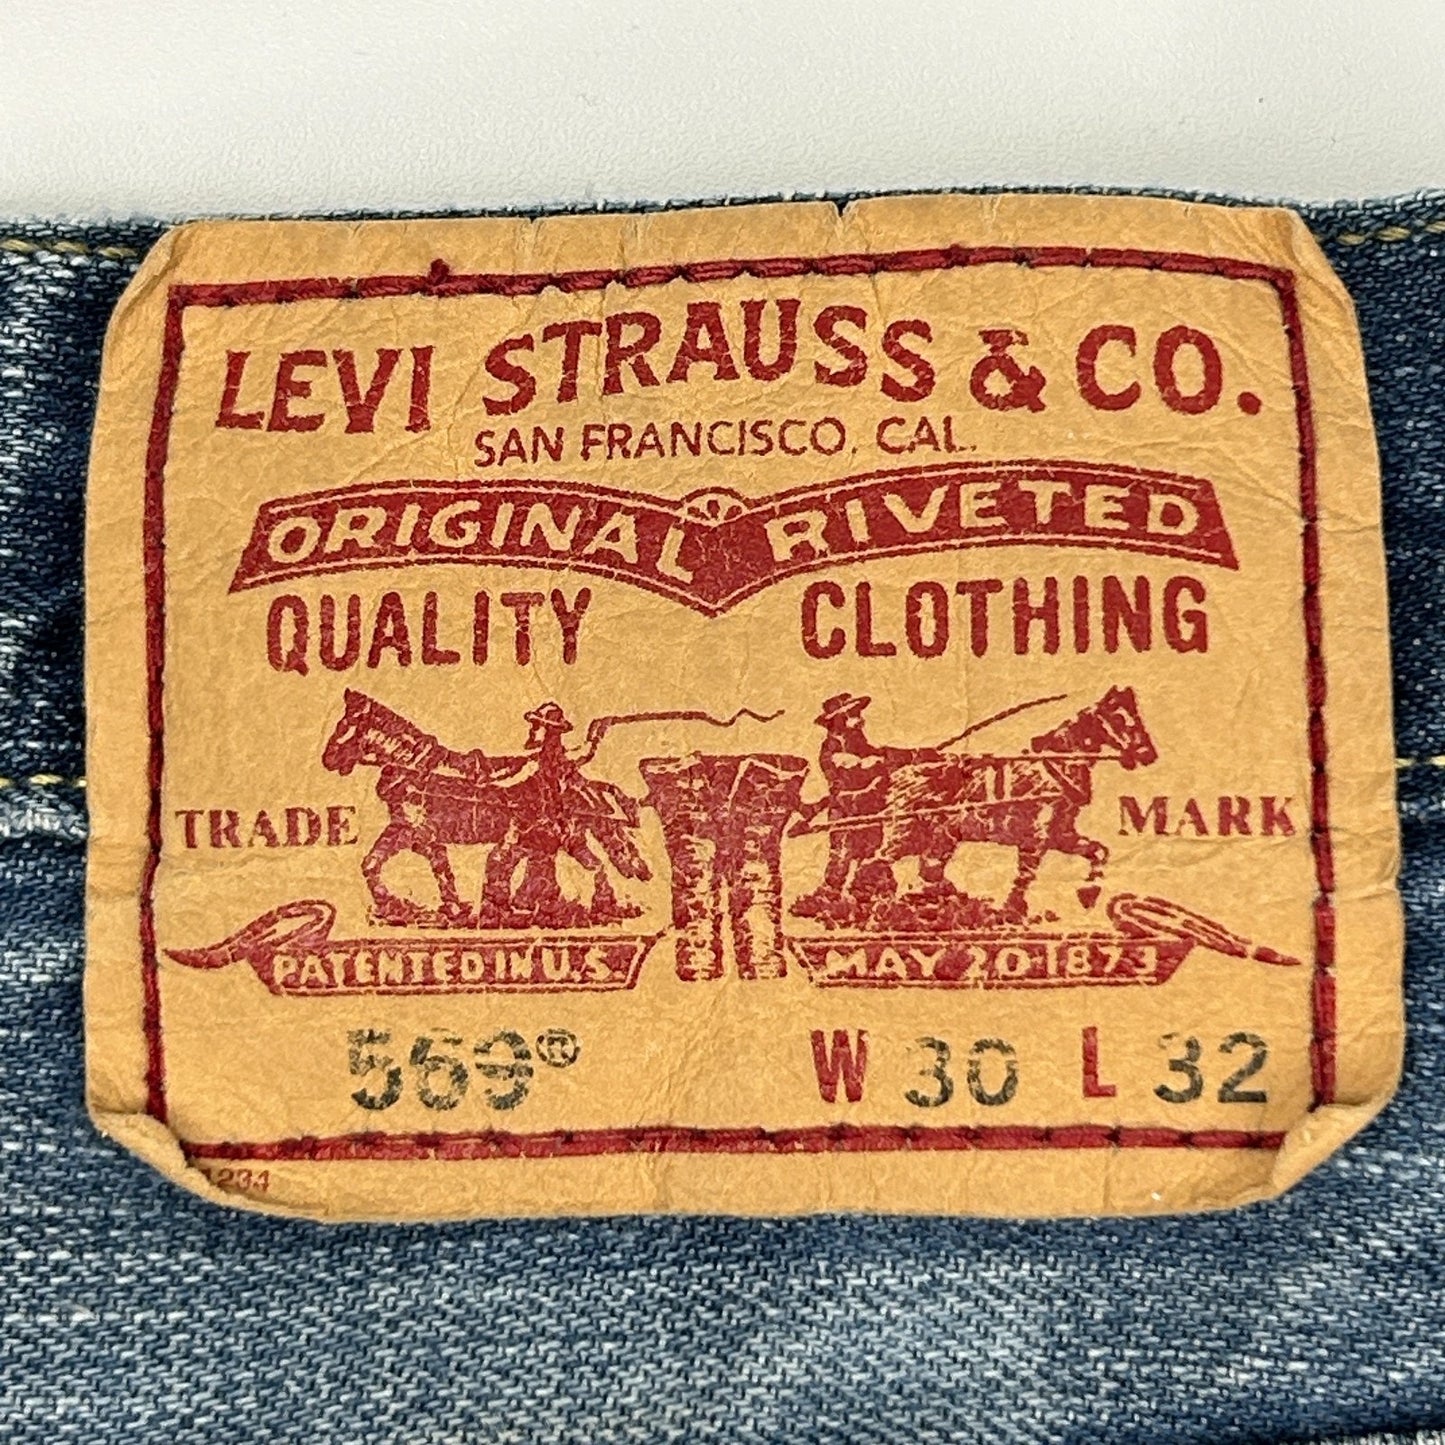 LEVI STRAUSS & CO.
SAN FRANCISCO, CAL.
ORIGINAL RIVETED
QUALITY CLOTHING
TRADE MARK
PATENTED IN U.S. MAY 20 1873
569® W 30 L 32
1234